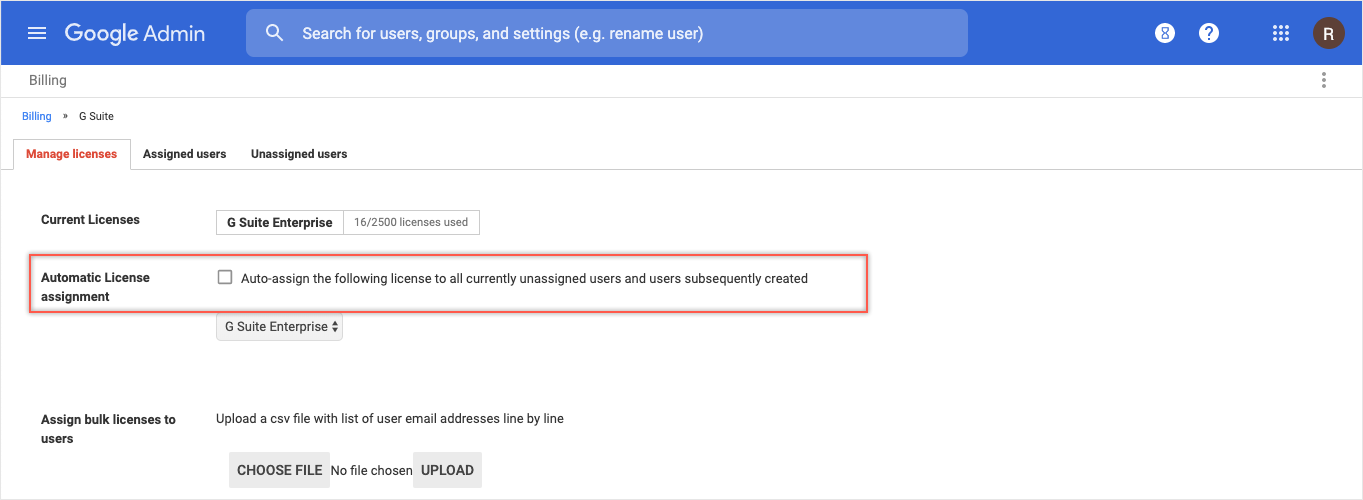 Google Admin
Search for users, groups, and settings (e.g. rename user)
?
R
Billing
Billing » G Suite
Manage licenses
Assigned users
Unassigned users
Current Licenses
G Suite Enterprise
16/2500 licenses used
Automatic License
assignment
Auto-assign the following license to all currently unassigned users and users subsequently created
G Suite Enterprise
Assign bulk licenses to
users
Upload a csv file with list of user email addresses line by line
CHOOSE FILE No file chosen UPLOAD